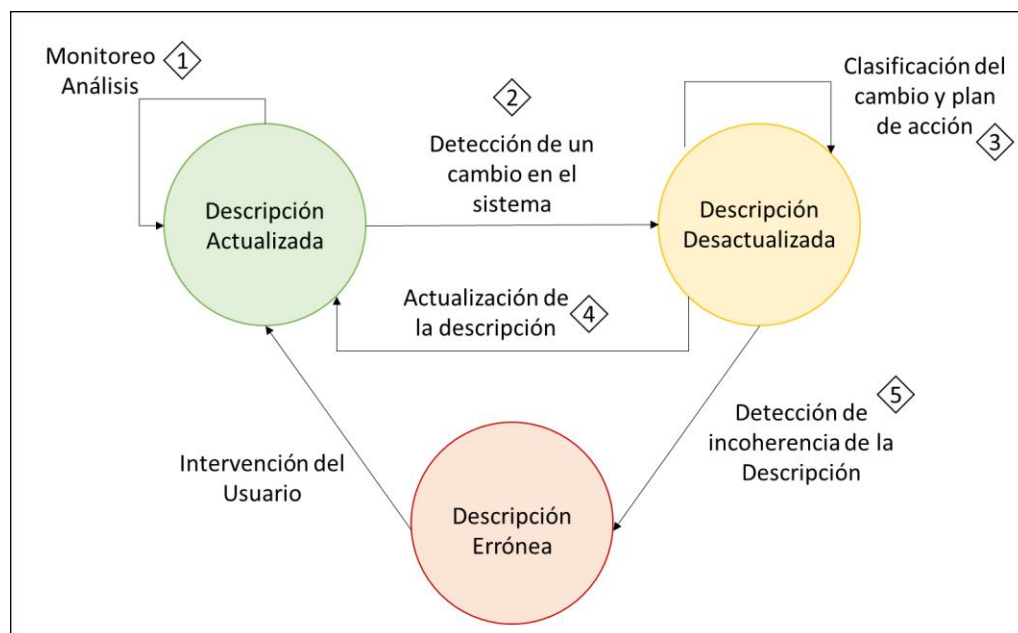 Monitoreo
Análisis
1
2
Detección de un
cambio en el
sistema
Clasificación del
cambio y plan
de acción
3
Descripción
Actualizada
Descripción
Desactualizada
Actualización de
la descripción
4
5
Detección de
incoherencia de la
Descripción
Intervención del
Usuario
Descripción
Errónea